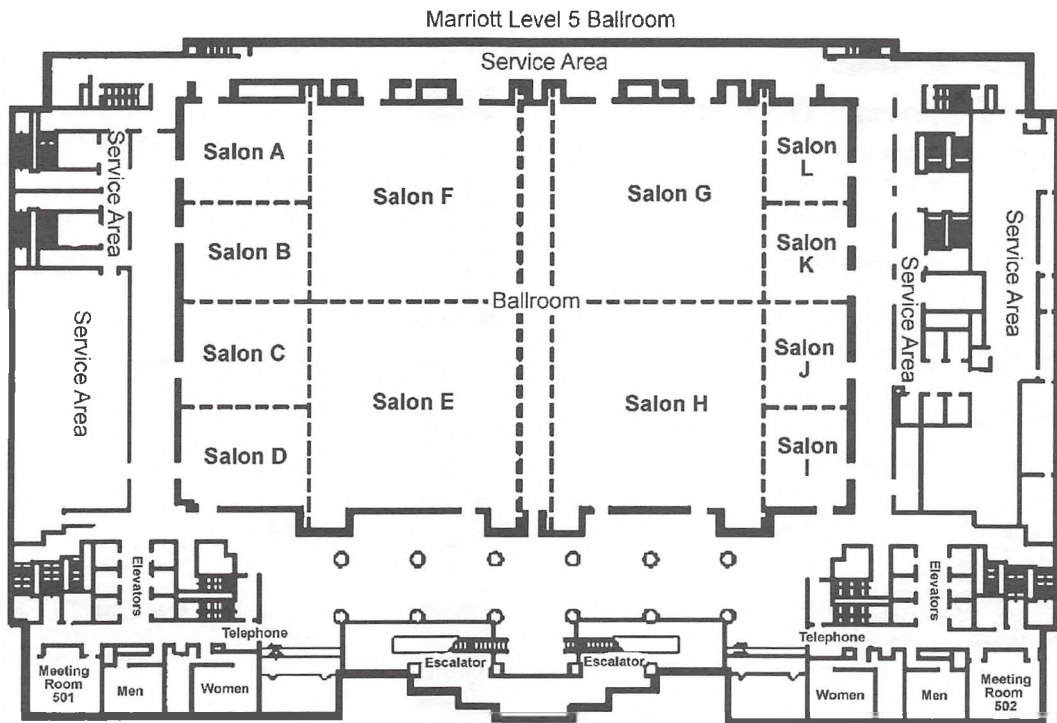 Marriott Level 5 Ballroom
Service Area
Salon A
Salon F
Salon G
Salon
L
Service Area
Salon B
Salon
K
Service Area
Service Area
Ballroom
Service Area
Salon C
Salon E
Salon H
Salon
J
Salon D
Salon
I
Elevators
Elevators
Telephone
Telephone
Escalator
Escalator
Meeting
Room
501
Men
Women
Women
Men
Meeting
Room
502